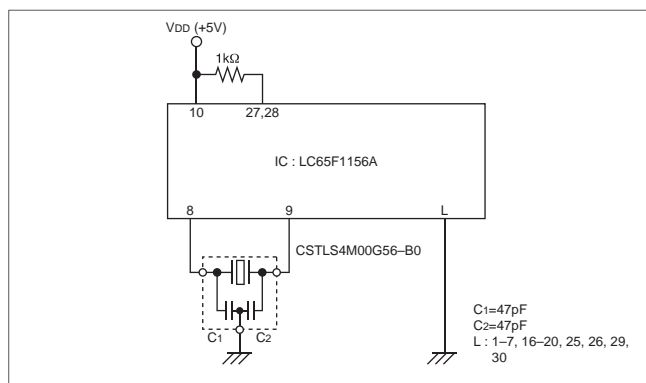 VDD (+5V)
1kΩ
10
27,28
IC : LC65F1156A
8
9
L
CSTLS4M00G56–B0
C1
C2
C1=47pF
C2=47pF
L : 1–7, 16–20, 25, 26, 29,
30